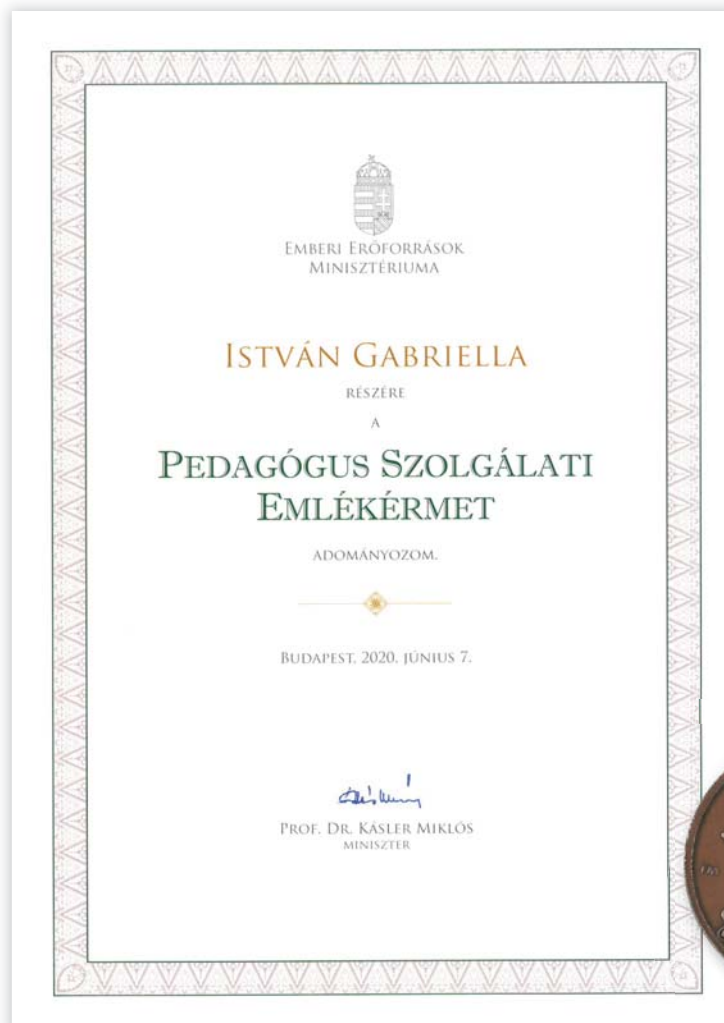 EMBERI ERŐFORRÁSOK
MINISZTÉRIUMA
ISTVÁN GABRIELLA
RÉSZÉRE
A
PEDAGÓGUS SZOLGÁLATI
EMLÉKÉRMET
ADOMÁNYOZOM.
BUDAPEST, 2020. JÚNIUS 7.
PROF. DR. KÁSLER MIKLÓS
MINISZTER